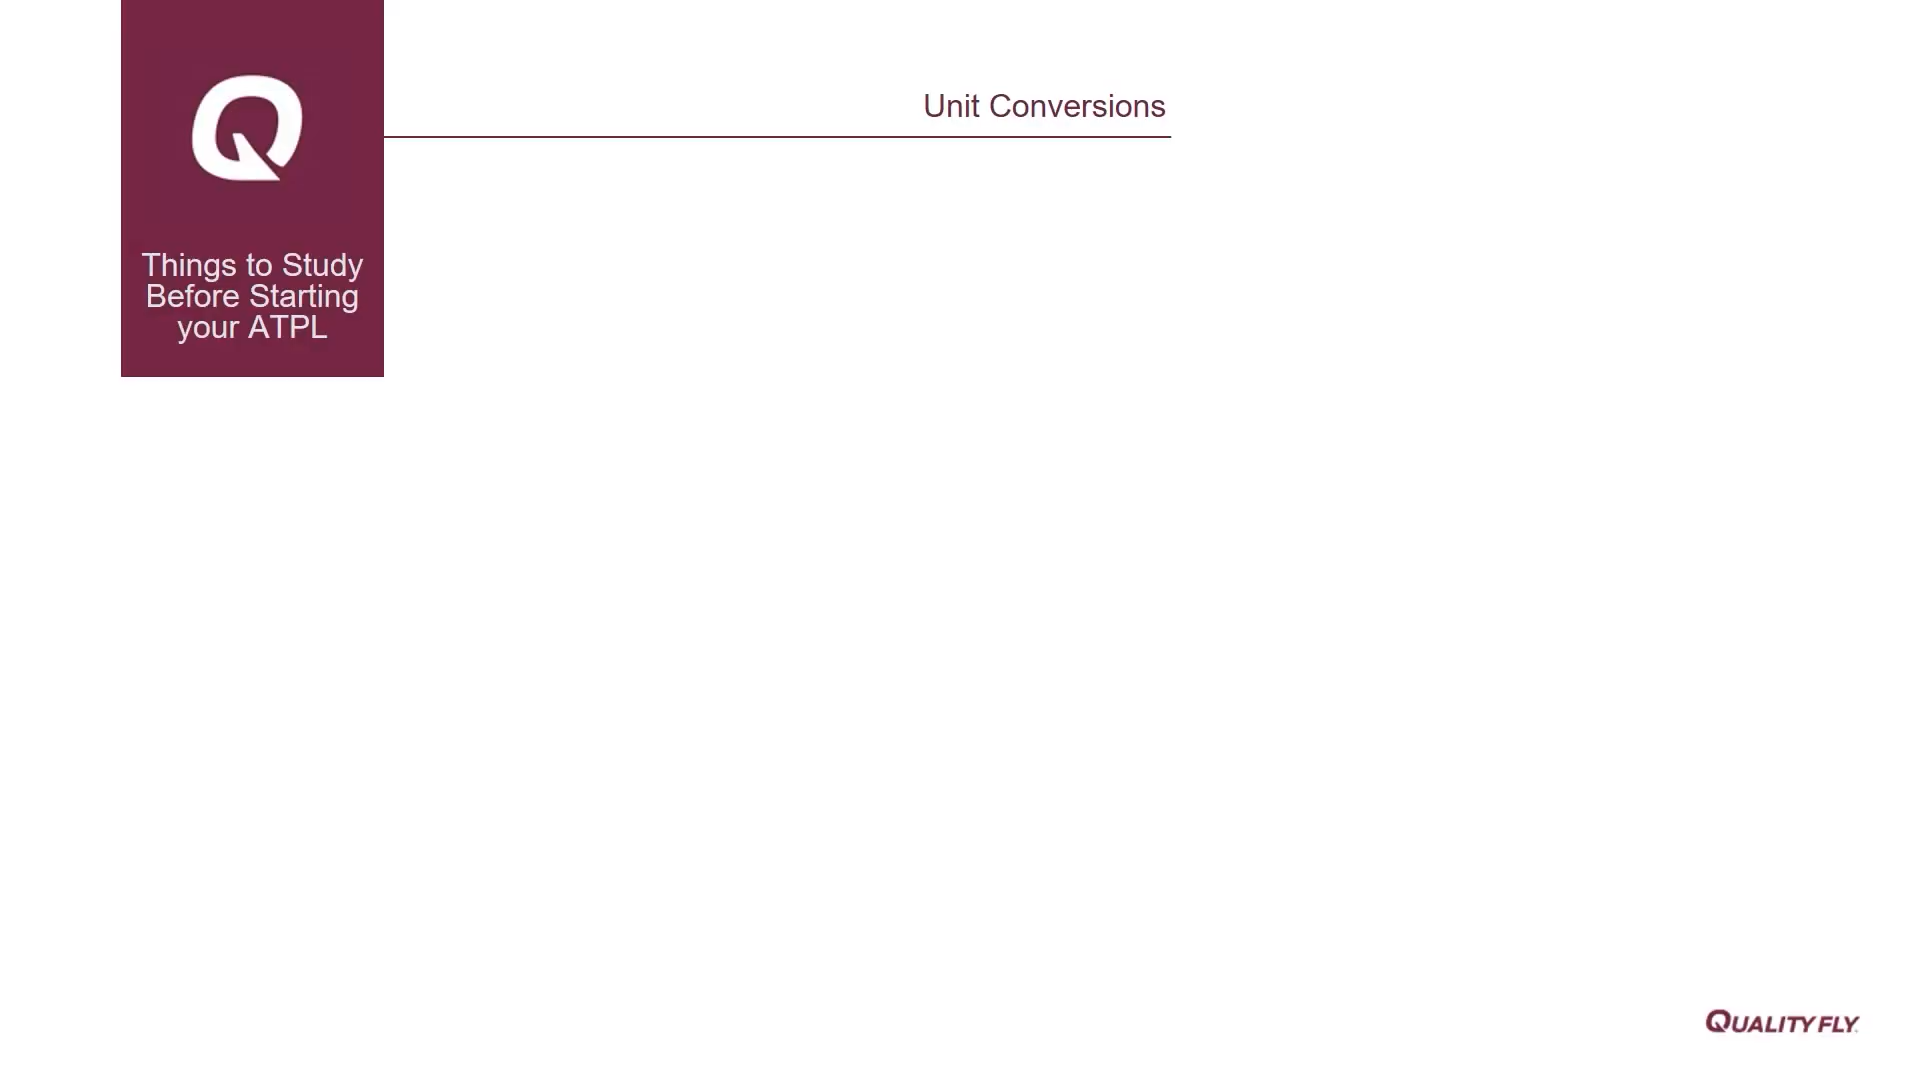 Q
Unit Conversions
Things to Study
Before Starting
your ATPL
QUALITY FLY